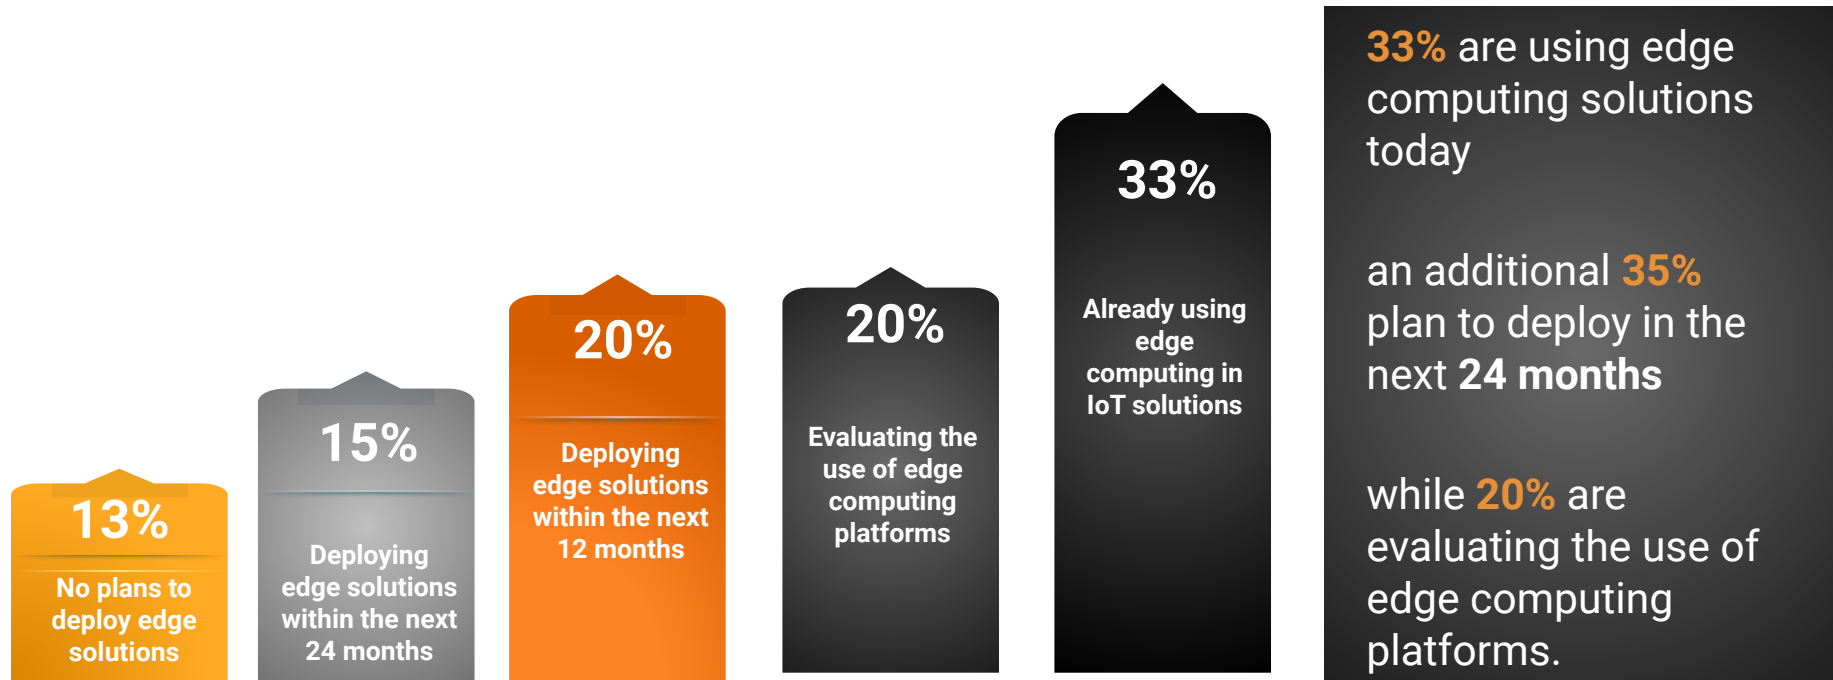 13%
No plans to
deploy edge
solutions
15%
Deploying
edge solutions
within the next
24 months
20%
Deploying
edge solutions
within the next
12 months
20%
Evaluating the
use of edge
computing
platforms
33%
Already using
edge
computing in
IoT solutions
33% are using edge
computing solutions
today
an additional 35%
plan to deploy in the
next 24 months
while 20% are
evaluating the use of
edge computing
platforms.